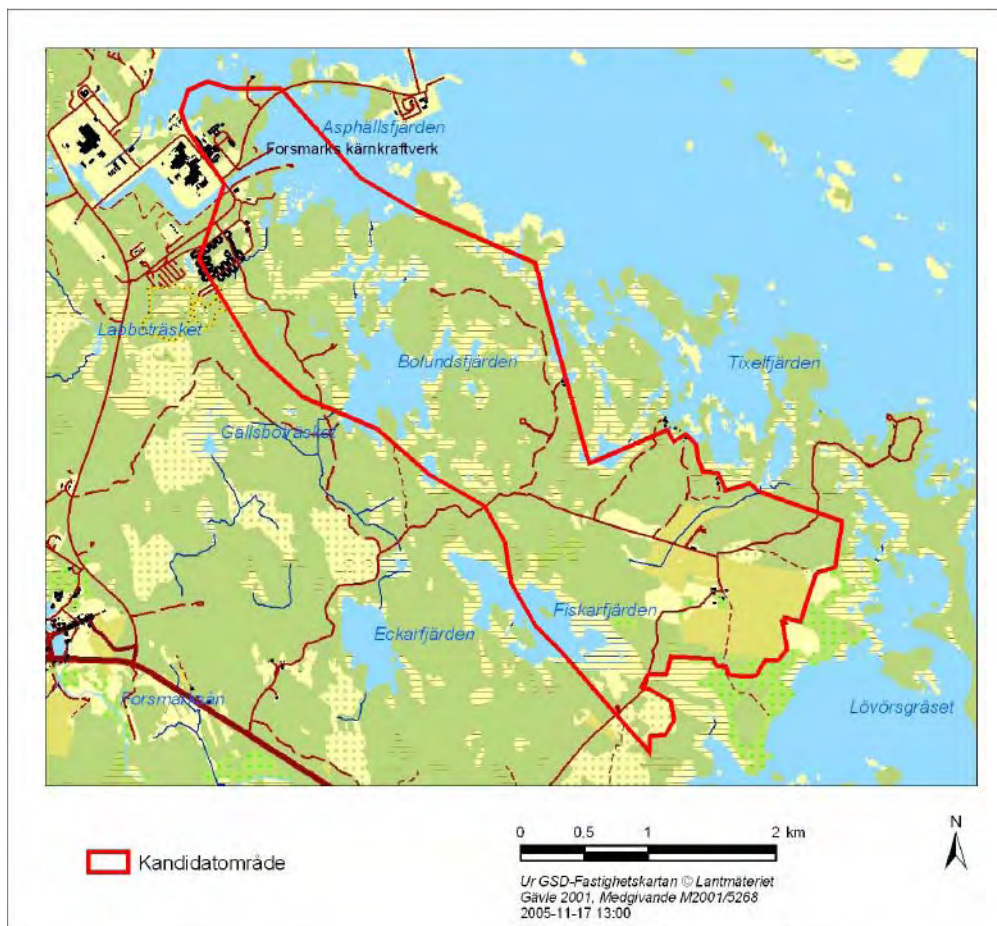 Asphällsfjärden
Forsmarks kärnkraftverk
Labboträsket
Bolundsfjärden
Tixelfjärden
Gällsboträsket
Fiskarfjärden
Eckarfjärden
Forsmarksån
Lövörsgräset
Kandidatområde
0 0,5 1 2 km
N
Ur GSD-Fastighetskartan © Lantmäteriet
Gävle 2001, Medgivande M2001/5268
2005-11-17 13:00